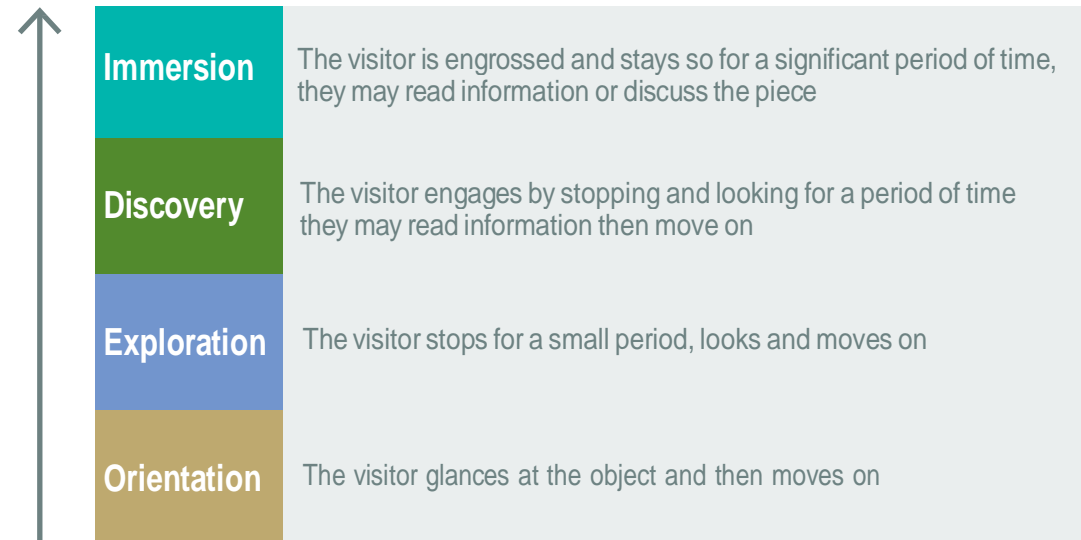 Immersion
The visitor is engrossed and stays so for a significant period of time,
they may read information or discuss the piece
Discovery
The visitor engages by stopping and looking for a period of time
they may read information then move on
Exploration
The visitor stops for a small period, looks and moves on
Orientation
The visitor glances at the object and then moves on